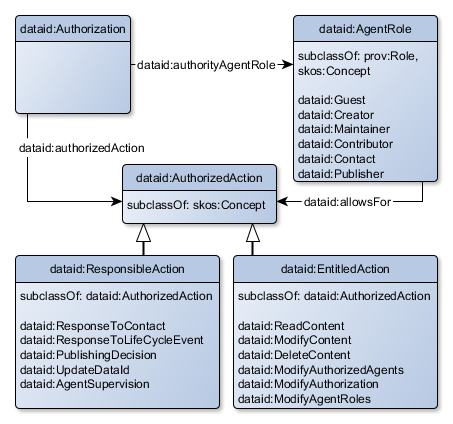 dataid:Authorization
dataid:AgentRole
subclassOf: prov:Role,
skos:Concept
dataid:Guest
dataid:Creator
dataid:Maintainer
dataid:Contributor
dataid:Contact
dataid:Publisher
dataid:authorityAgentRole
dataid:authorizedAction
dataid:AuthorizedAction
subclassOf: skos:Concept
dataid:allowsFor
dataid:ResponsibleAction
subclassOf: dataid:AuthorizedAction
dataid:ResponseToContact
dataid:ResponseToLifeCycleEvent
dataid:PublishingDecision
dataid:UpdateDataId
dataid:AgentSupervision
dataid:EntitledAction
subclassOf: dataid:AuthorizedAction
dataid:ReadContent
dataid:ModifyContent
dataid:DeleteContent
dataid:ModifyAuthorizedAgents
dataid:ModifyAuthorization
dataid:ModifyAgentRoles